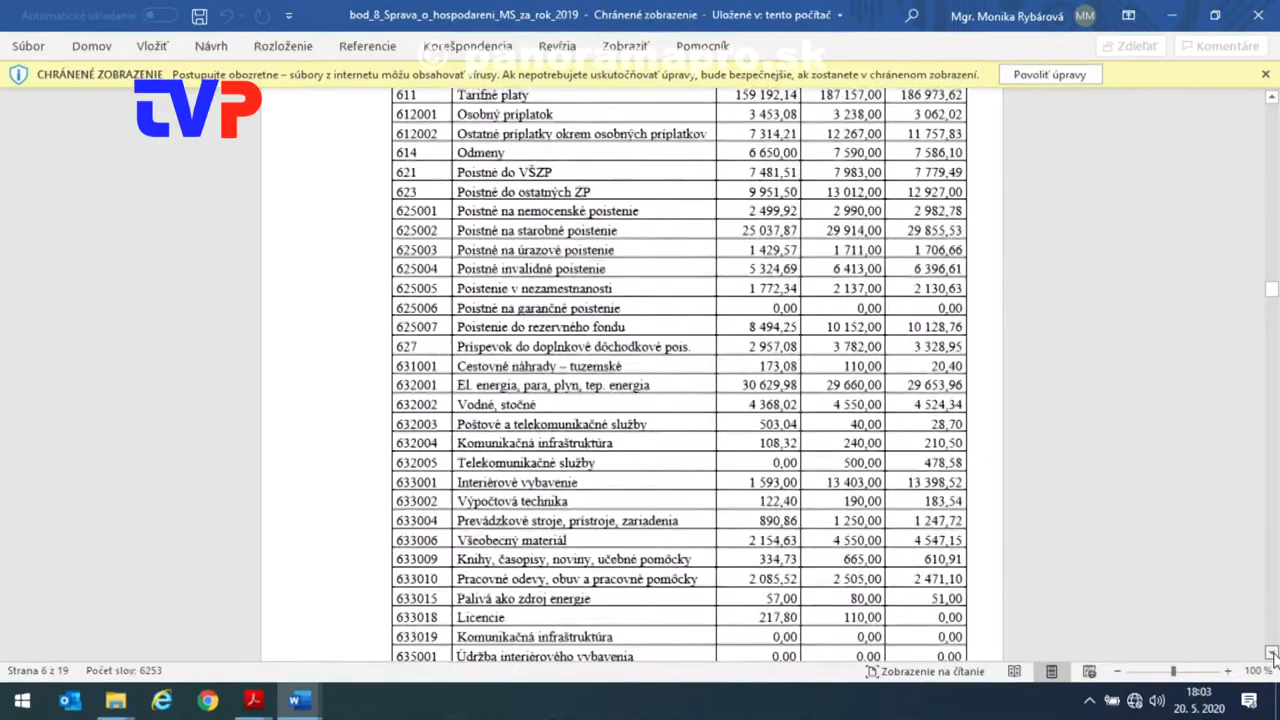 Automatické ukladanie
bod_8_Sprava_o_hospodareni_MS_za_rok_2019 – Chránené zobrazenie – Uložené v: tento počítač
Mgr. Monika Rybárová MM
Súbor Domov Vložiť Návrh Rozloženie Referencie Korešpondencia Revízia Zobraziť Pomocník Zdieľať Komentáre
© panoramapro.sk
CHRÁNENÉ ZOBRAZENIE Postupujte obozretne – súbory z internetu môžu obsahovať vírusy. Ak nepotrebujete uskutočňovať úpravy, bude bezpečnejšie, ak zostanete v chránenom zobrazení. Povoliť úpravy
TVP
611 Tarifné platy 159 192,14 187 157,00 186 973,62
612001 Osobný príplatok 3 453,08 3 238,00 3 062,02
612002 Ostatné príplatky okrem osobných príplatkov 7 314,21 12 267,00 11 757,83
614 Odmeny 6 650,00 7 590,00 7 586,10
621 Poistné do VŠZP 7 481,51 7 983,00 7 779,49
623 Poistné do ostatných ZP 9 951,50 13 012,00 12 927,00
625001 Poistné na nemocenské poistenie 2 499,92 2 990,00 2 982,78
625002 Poistné na starobné poistenie 25 037,87 29 914,00 29 855,53
625003 Poistné na úrazové poistenie 1 429,57 1 711,00 1 706,66
625004 Poistné invalidné poistenie 5 324,69 6 413,00 6 396,61
625005 Poistenie v nezamestnanosti 1 772,34 2 137,00 2 130,63
625006 Poistné na garančné poistenie 0,00 0,00 0,00
625007 Poistenie do rezervného fondu 8 494,25 10 152,00 10 128,76
627 Príspevok do doplnkové dôchodkové pois. 2 957,08 3 782,00 3 328,95
631001 Cestovné náhrady – tuzemské 173,08 110,00 20,40
632001 El. energia, para, plyn, tep. energia 30 629,98 29 660,00 29 653,96
632002 Vodné, stočné 4 368,02 4 550,00 4 524,34
632003 Poštové a telekomunikačné služby 503,04 40,00 28,70
632004 Komunikačná infraštruktúra 108,32 240,00 210,50
632005 Telekomunikačné služby 0,00 500,00 478,58
633001 Interiérové vybavenie 1 593,00 13 403,00 13 398,52
633002 Výpočtová technika 122,40 190,00 183,54
633004 Prevádzkové stroje, prístroje, zariadenia 890,86 1 250,00 1 247,72
633006 Všeobecný materiál 2 154,63 4 550,00 4 547,15
633009 Knihy, časopisy, noviny, učebné pomôcky 334,73 665,00 610,91
633010 Pracovné odevy, obuv a pracovné pomôcky 2 085,52 2 505,00 2 471,10
633015 Palivá ako zdroj energie 57,00 80,00 51,00
633018 Licencie 217,80 110,00 0,00
633019 Komunikačná infraštruktúra 0,00 0,00 0,00
635001 Údržba interiérového vybavenia 0,00 0,00 0,00
Strana 6 z 19 Počet slov: 6253 Zobrazenie na čítanie 100 %
18:03
20. 5. 2020